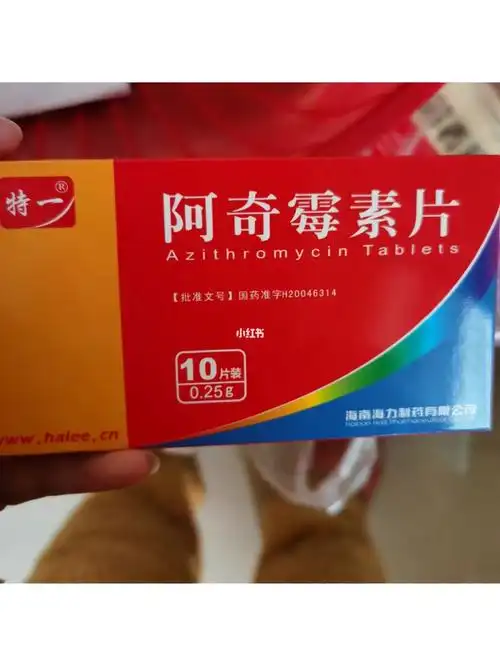 特一®
阿奇霉素片
Azithromycin Tablets
【批准文号】国药准字H20046314
小红书
10片装
0.25g
海南海力制药有限公司
www.halee.cn